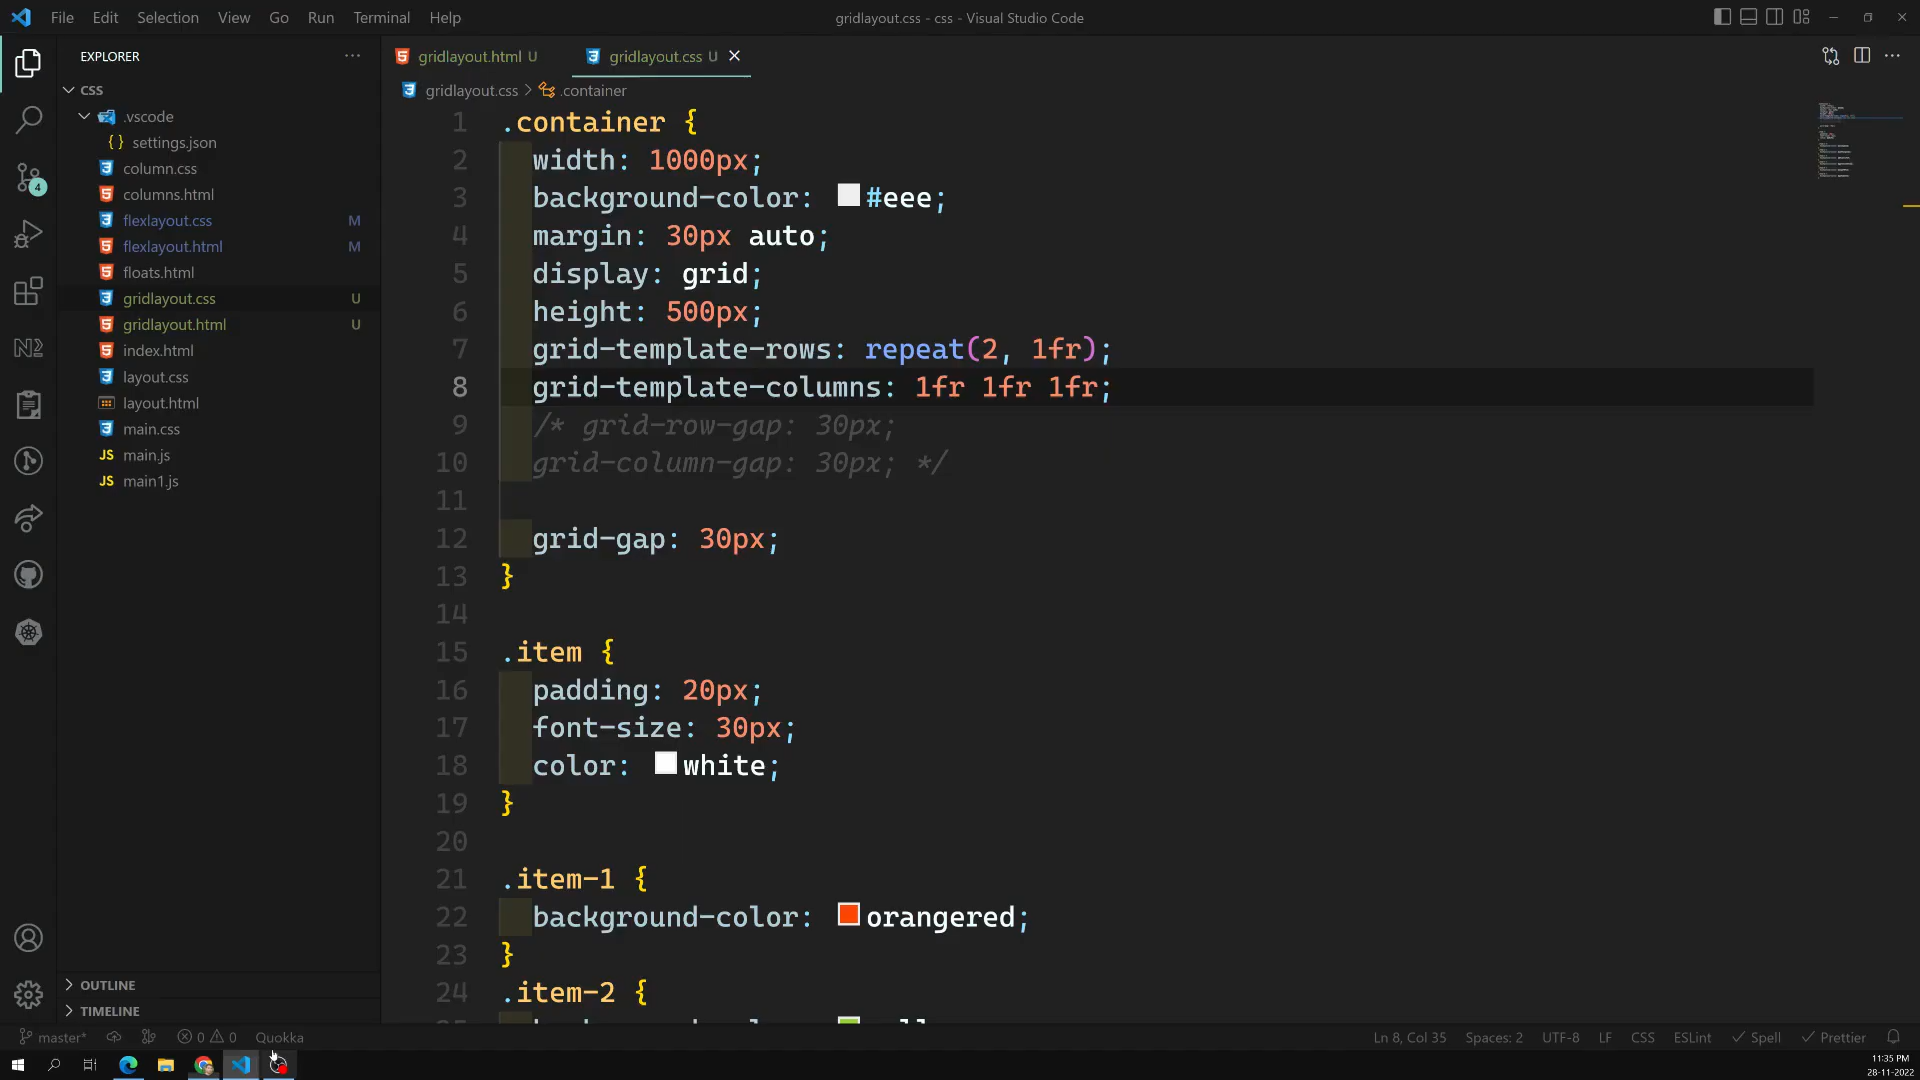 File Edit Selection View Go Run Terminal Help
gridlayout.css - css - Visual Studio Code
EXPLORER
CSS
.vscode
{ } settings.json
column.css
columns.html
flexlayout.css M
flexlayout.html M
floats.html
gridlayout.css U
gridlayout.html U
index.html
layout.css
layout.html
main.css
JS main.js
JS main1.js
OUTLINE
TIMELINE
4
gridlayout.html U
gridlayout.css U
gridlayout.css > .container
1 .container {
2 width: 1000px;
3 background-color: #eee;
4 margin: 30px auto;
5 display: grid;
6 height: 500px;
7 grid-template-rows: repeat(2, 1fr);
8 grid-template-columns: 1fr 1fr 1fr;
9 /* grid-row-gap: 30px;
10 grid-column-gap: 30px; */
11
12 grid-gap: 30px;
13 }
14
15 .item {
16 padding: 20px;
17 font-size: 30px;
18 color: white;
19 }
20
21 .item-1 {
22 background-color: orangered;
23 }
24 .item-2 {
master* 0 0 Quokka
Ln 8, Col 35 Spaces: 2 UTF-8 LF CSS ESLint Spell Prettier
11:35 PM
28-11-2022